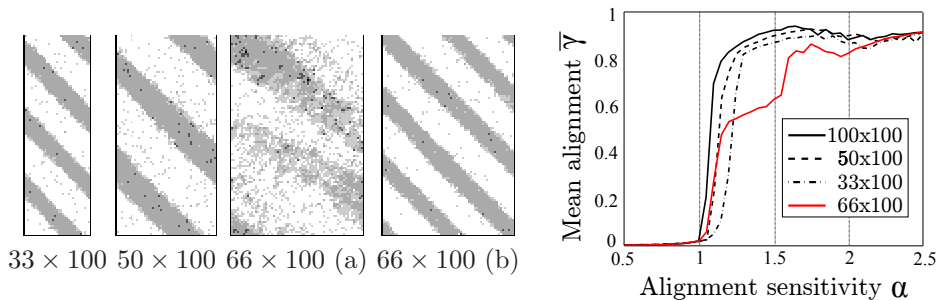 33 × 100
50 × 100
66 × 100 (a)
66 × 100 (b)
Mean alignment γ̅
1
0.8
0.6
0.4
0.2
0
100x100
50x100
33x100
66x100
0.5
1
1.5
2
2.5
Alignment sensitivity α